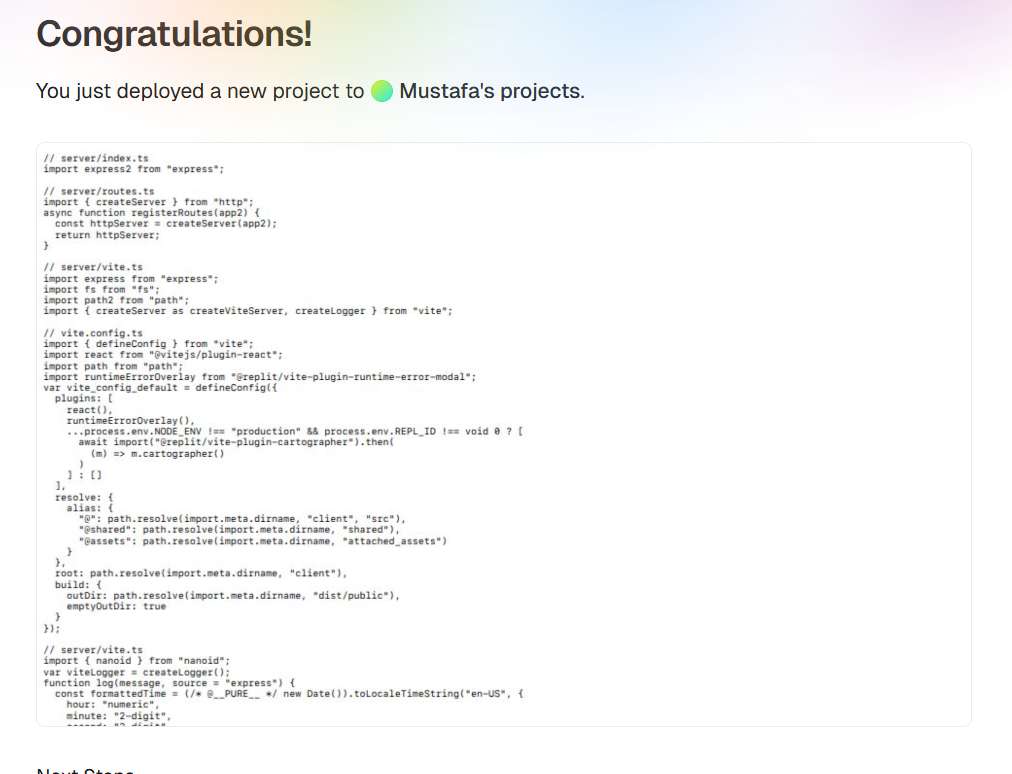 Congratulations!
You just deployed a new project to Mustafa's projects.
// server/index.ts
import express2 from "express";
// server/routes.ts
import { createServer } from "http";
async function registerRoutes(app2) {
  const httpServer = createServer(app2);
  return httpServer;
}
// server/vite.ts
import express from "express";
import fs from "fs";
import path2 from "path";
import { createServer as createViteServer, createLogger } from "vite";
// vite.config.ts
import { defineConfig } from "vite";
import react from "@vitejs/plugin-react";
import path from "path";
import runtimeErrorOverlay from "@replit/vite-plugin-runtime-error-modal";
var vite_config_default = defineConfig({
  plugins: [
    react(),
    runtimeErrorOverlay(),
    ...process.env.NODE_ENV !== "production" && process.env.REPL_ID !== void 0 ? [
      await import("@replit/vite-plugin-cartographer").then(
        (m) => m.cartographer()
      )
    ] : []
  ],
  resolve: {
    alias: {
      "@": path.resolve(import.meta.dirname, "client", "src"),
      "@shared": path.resolve(import.meta.dirname, "shared"),
      "@assets": path.resolve(import.meta.dirname, "attached_assets")
    }
  },
  root: path.resolve(import.meta.dirname, "client"),
  build: {
    outDir: path.resolve(import.meta.dirname, "dist/public"),
    emptyOutDir: true
  }
});
// server/vite.ts
import { nanoid } from "nanoid";
var viteLogger = createLogger();
function log(message, source = "express") {
  const formattedTime = (/* @__PURE__ */ new Date()).toLocaleTimeString("en-US", {
    hour: "numeric",
    minute: "2-digit",
Next Steps